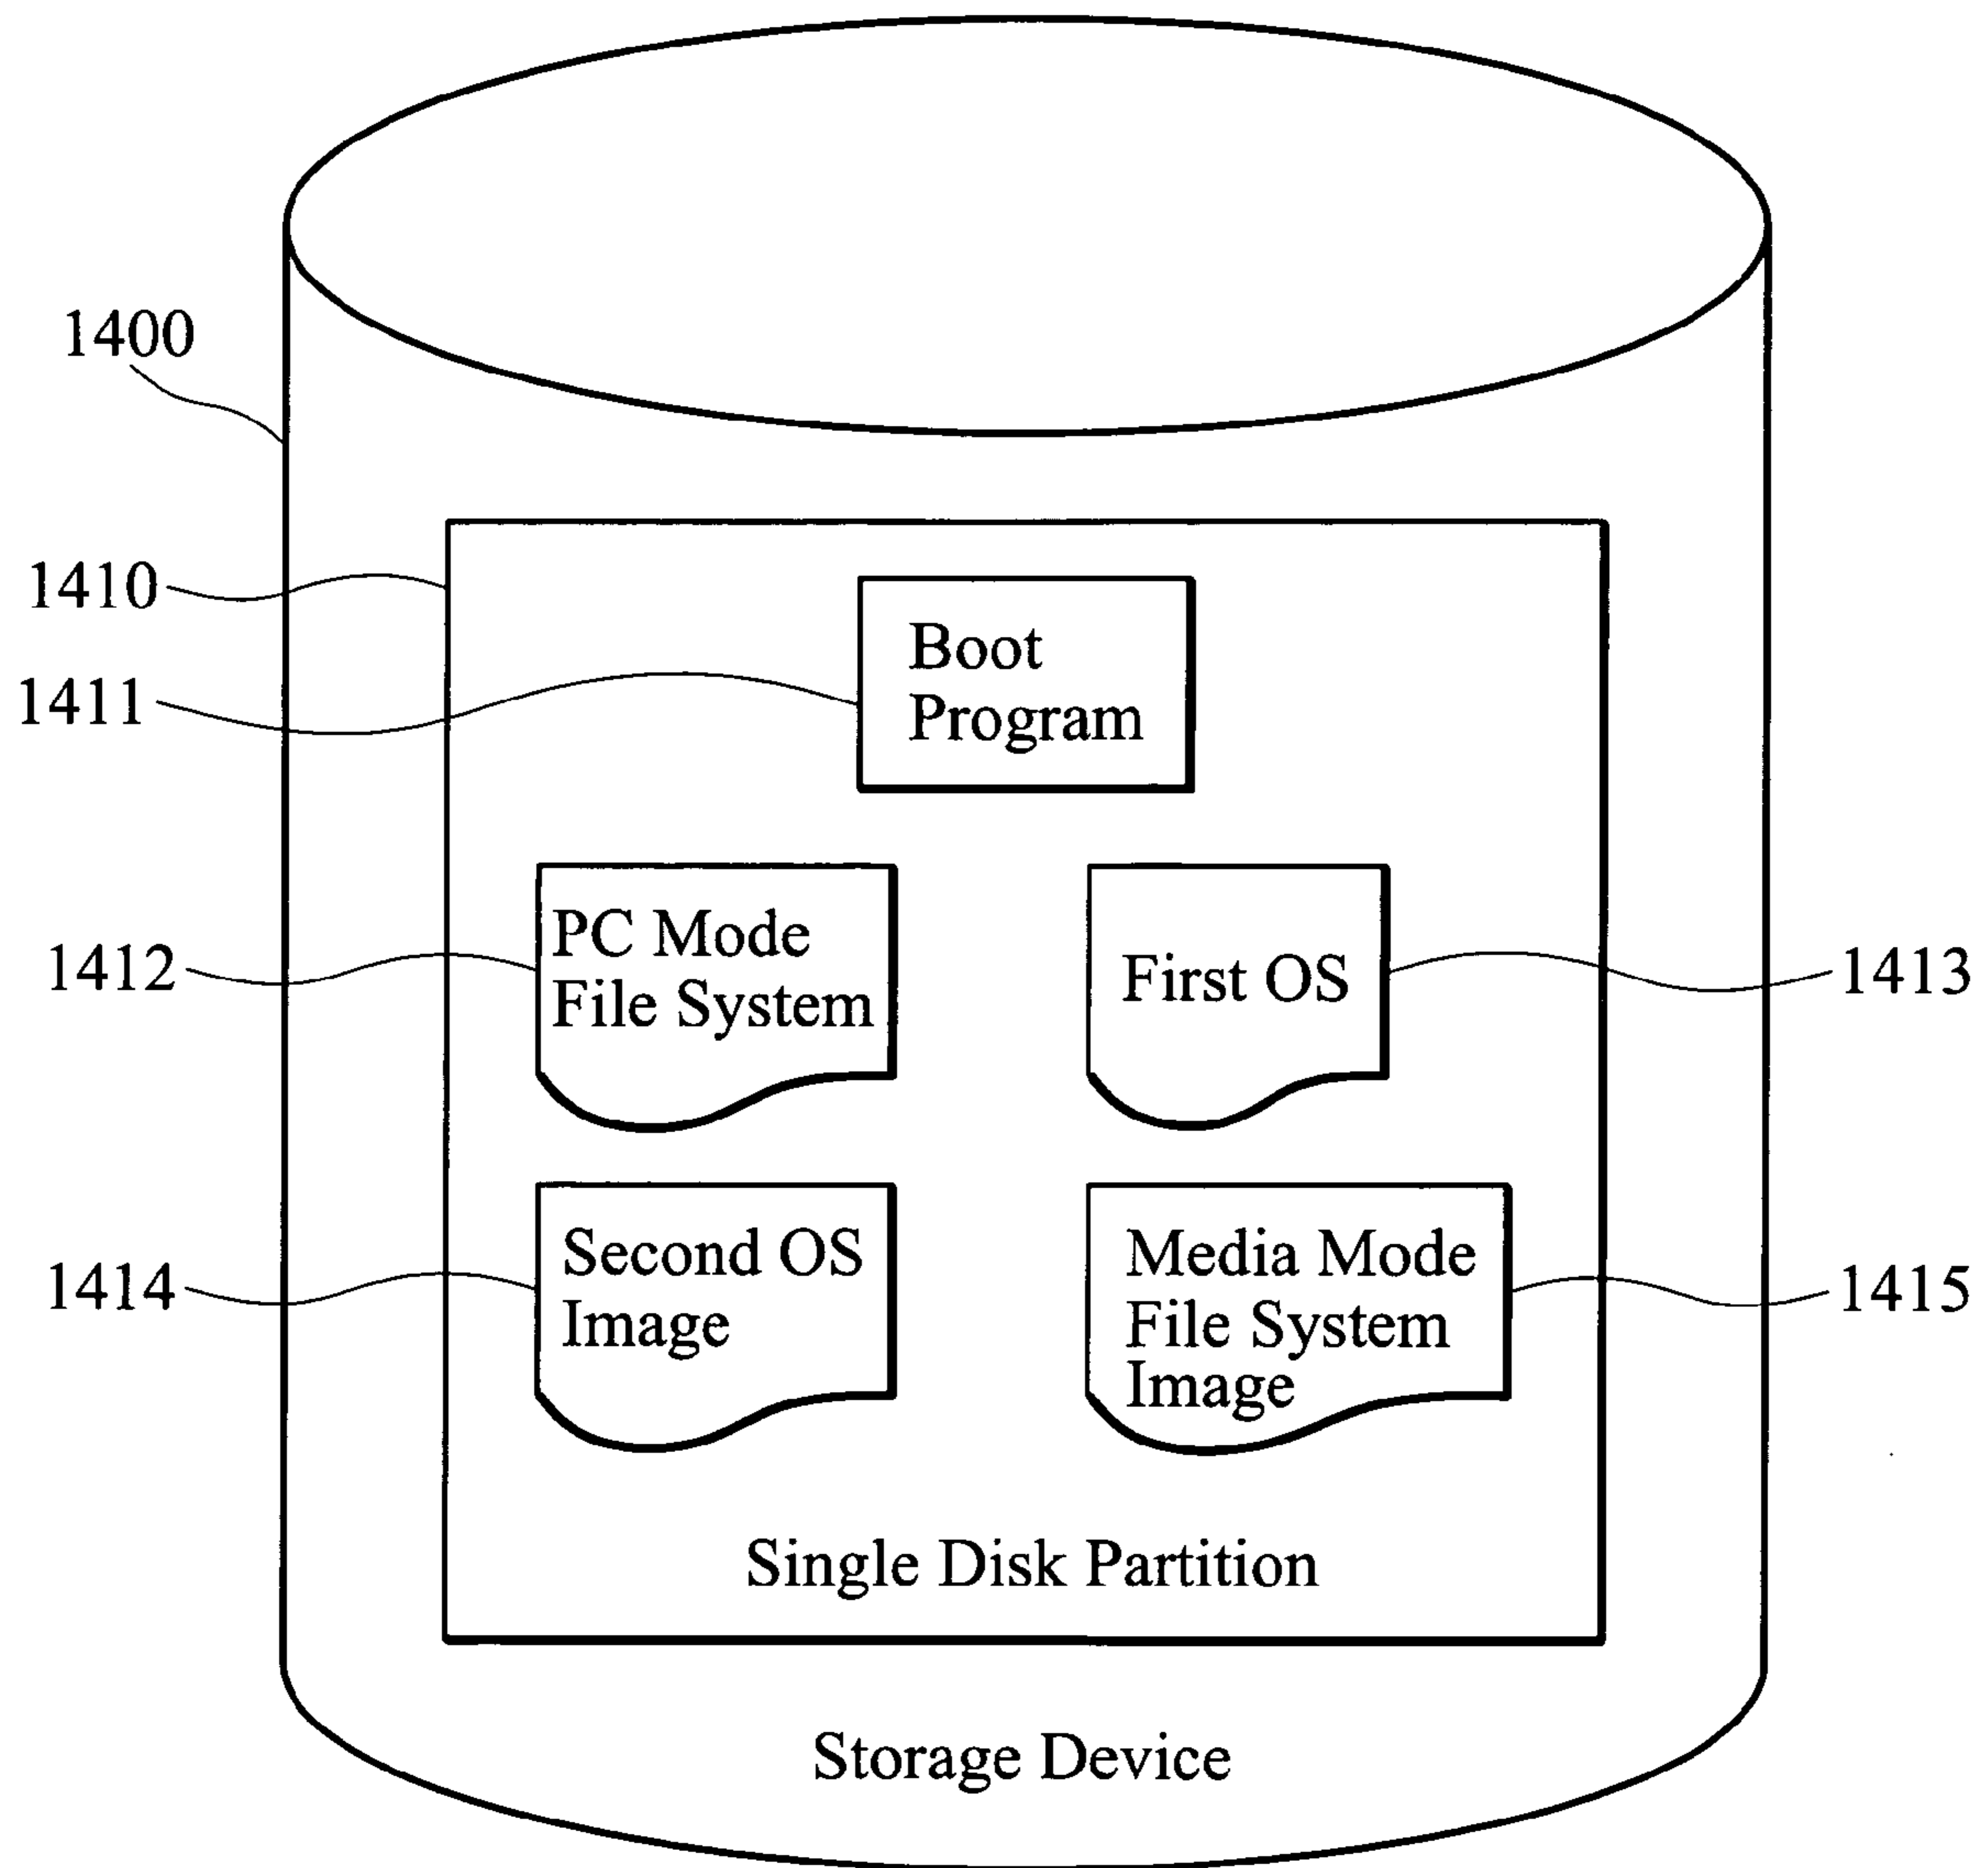 1400
1410
Boot
Program
1411
PC Mode
File System
1412
First OS
1413
Second OS
Image
1414
Media Mode
File System
Image
1415
Single Disk Partition
Storage Device